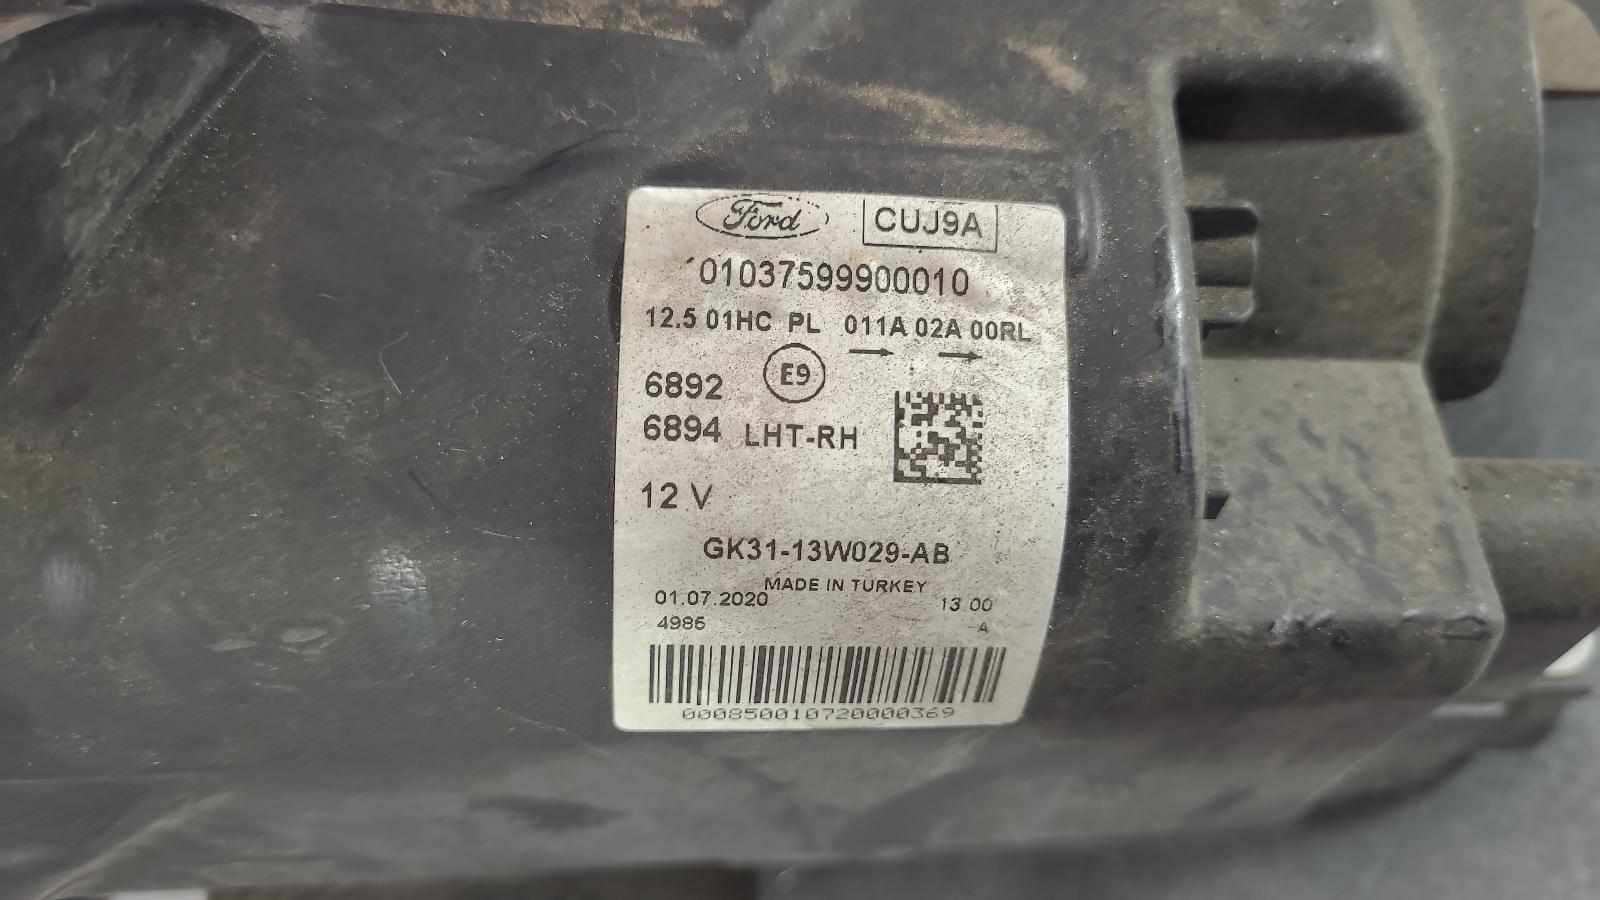 Ford CUJ9A
01037599900010
12.5 01HC PL 011A 02A 00RL
E9
6892
6894 LHT-RH
12 V
GK31-13W029-AB
MADE IN TURKEY
01.07.2020 13 00
4986 A
000850010720000369